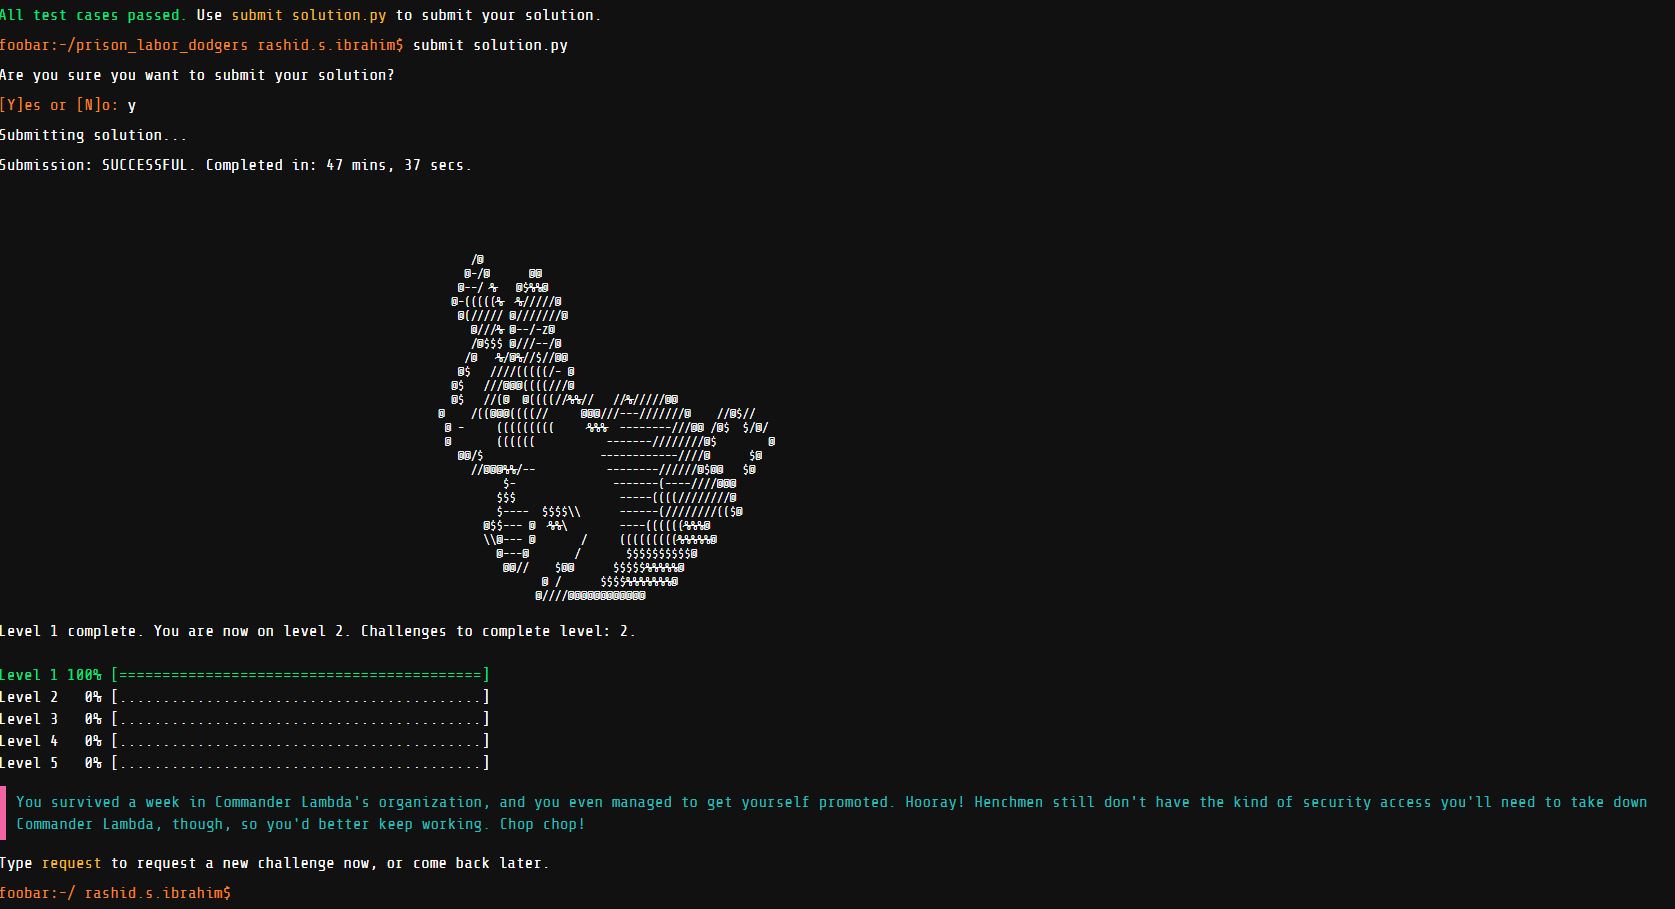 All test cases passed. Use submit solution.py to submit your solution.
foobar:~/prison_labor_dodgers rashid.s.ibrahim$ submit solution.py
Are you sure you want to submit your solution?
[Y]es or [N]o: y
Submitting solution...
Submission: SUCCESSFUL. Completed in: 47 mins, 37 secs.
Level 1 complete. You are now on level 2. Challenges to complete level: 2.
Level 1 100% [==========================================]
Level 2   0% [..........................................]
Level 3   0% [..........................................]
Level 4   0% [..........................................]
Level 5   0% [..........................................]
You survived a week in Commander Lambda's organization, and you even managed to get yourself promoted. Hooray! Henchmen still don't have the kind of security access you'll need to take down
Commander Lambda, though, so you'd better keep working. Chop chop!
Type request to request a new challenge now, or come back later.
foobar:~/ rashid.s.ibrahim$